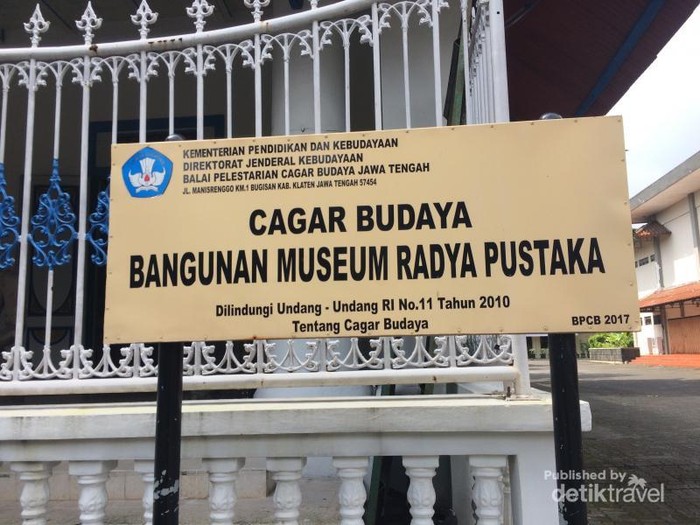 KEMENTERIAN PENDIDIKAN DAN KEBUDAYAAN
DIREKTORAT JENDERAL KEBUDAYAAN
BALAI PELESTARIAN CAGAR BUDAYA JAWA TENGAH
JL. MANISRENGGO KM.1 BUGISAN KAB. KLATEN JAWA TENGAH 57454
CAGAR BUDAYA
BANGUNAN MUSEUM RADYA PUSTAKA
Dilindungi Undang - Undang RI No.11 Tahun 2010
Tentang Cagar Budaya
BPCB 2017
Published by
detiktravel